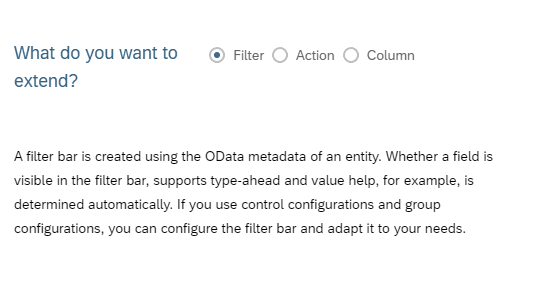 What do you want to Filter Action Column
extend?
A filter bar is created using the OData metadata of an entity. Whether a field is
visible in the filter bar, supports type-ahead and value help, for example, is
determined automatically. If you use control configurations and group
configurations, you can configure the filter bar and adapt it to your needs.